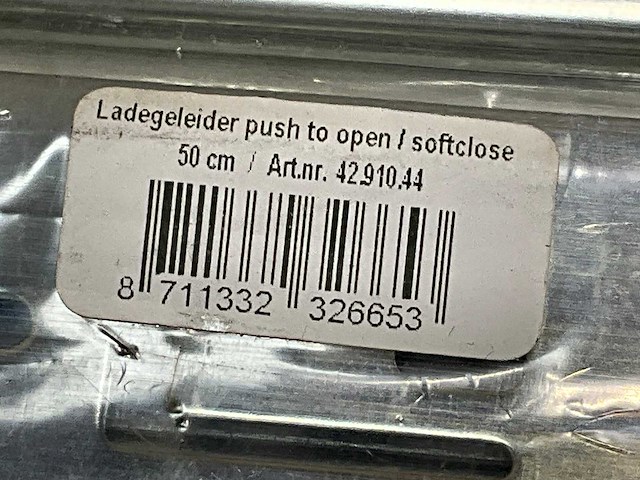 Ladegeleider push to open / softclose
50 cm / Art.nr. 42.910.44
8 711332 326653